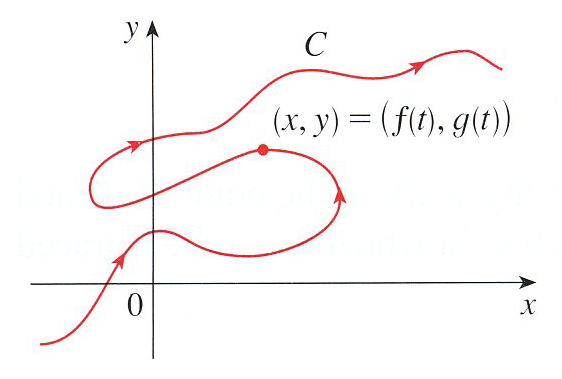 y
C
(x, y) = (f(t), g(t))
0
x